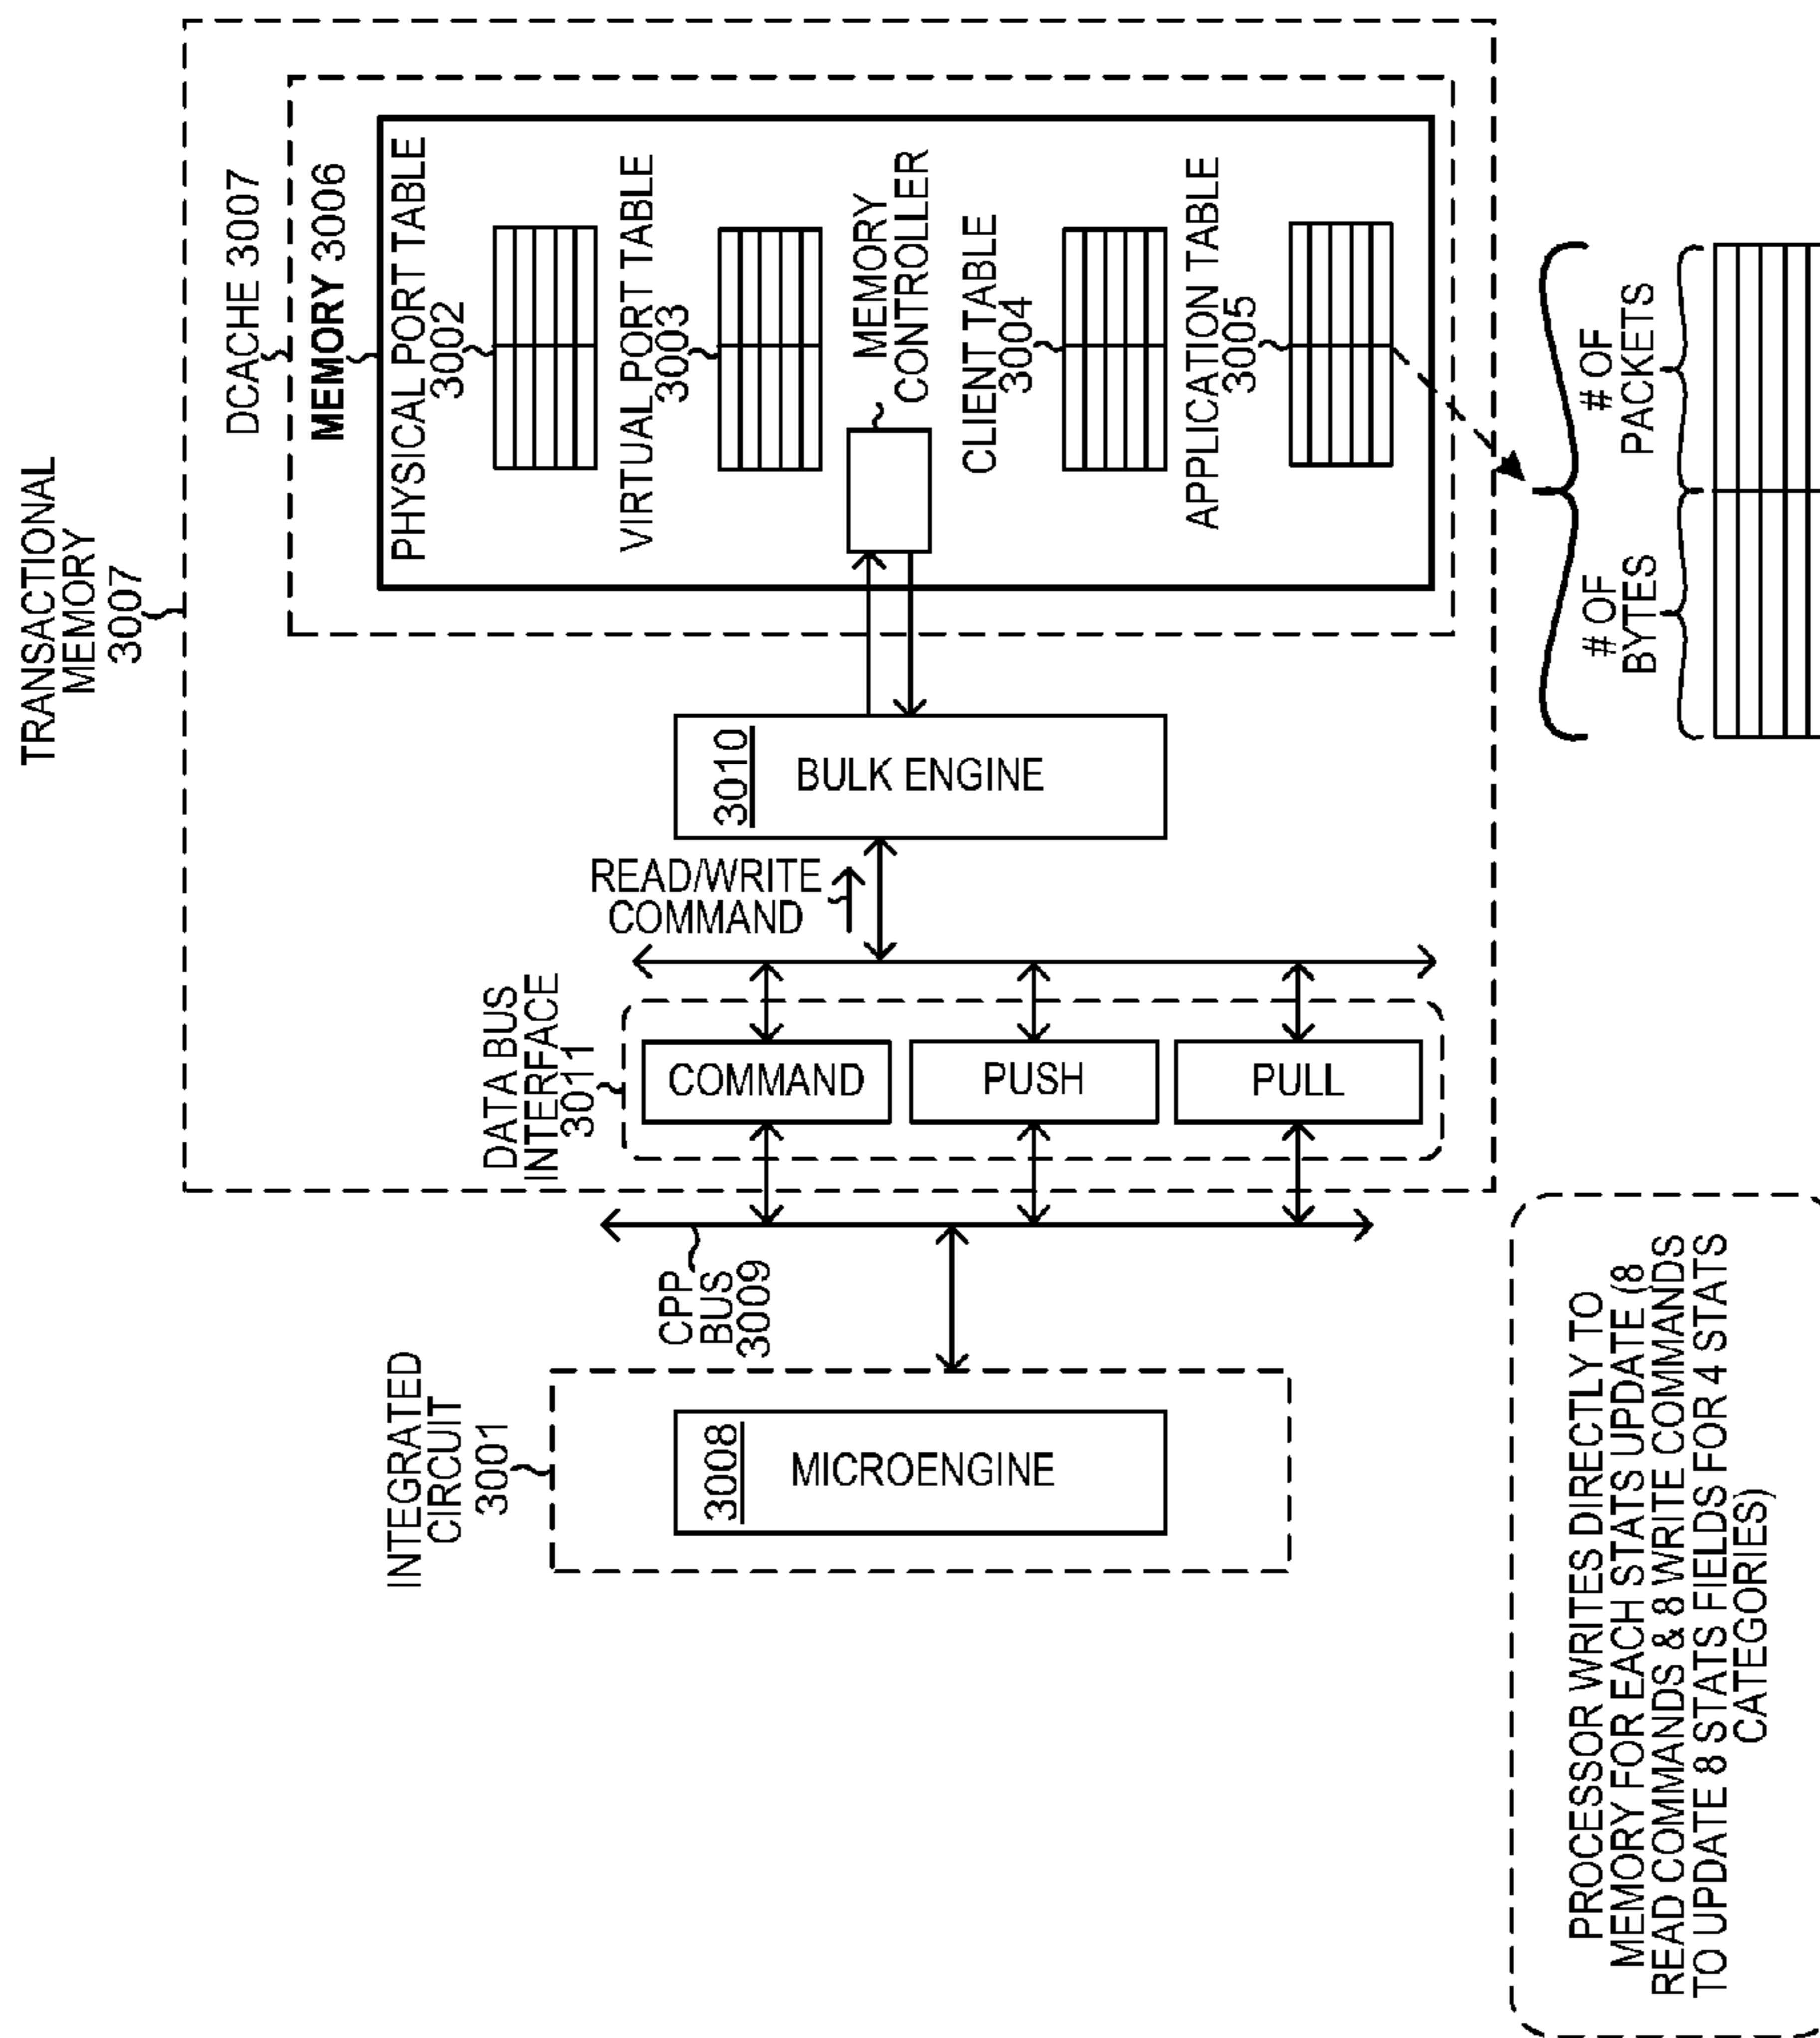 TRANSACTIONAL
MEMORY
3007
DCACHE 3007
MEMORY 3006
PHYSICAL PORT TABLE
3002
VIRTUAL PORT TABLE
3003
MEMORY
CONTROLLER
CLIENT TABLE
3004
APPLICATION TABLE
3005
3010
BULK ENGINE
READ/WRITE
COMMAND
DATA BUS
INTERFACE
3011
COMMAND
PUSH
PULL
CPP
BUS
3009
INTEGRATED
CIRCUIT
3001
3008
MICROENGINE
# OF
BYTES
# OF
PACKETS
PROCESSOR WRITES DIRECTLY TO
MEMORY FOR EACH STATS UPDATE (8
READ COMMANDS & 8 WRITE COMMANDS
TO UPDATE 8 STATS FIELDS FOR 4 STATS
CATEGORIES)